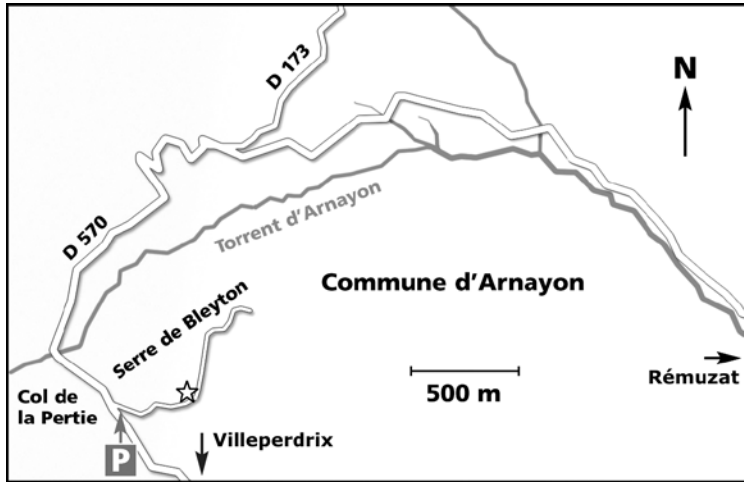 D 173
N
D 570
Torrent d'Arnayon
Commune d'Arnayon
Serre de Bleyton
500 m
Rémuzat
Col de
la Pertie
Villeperdrix
P